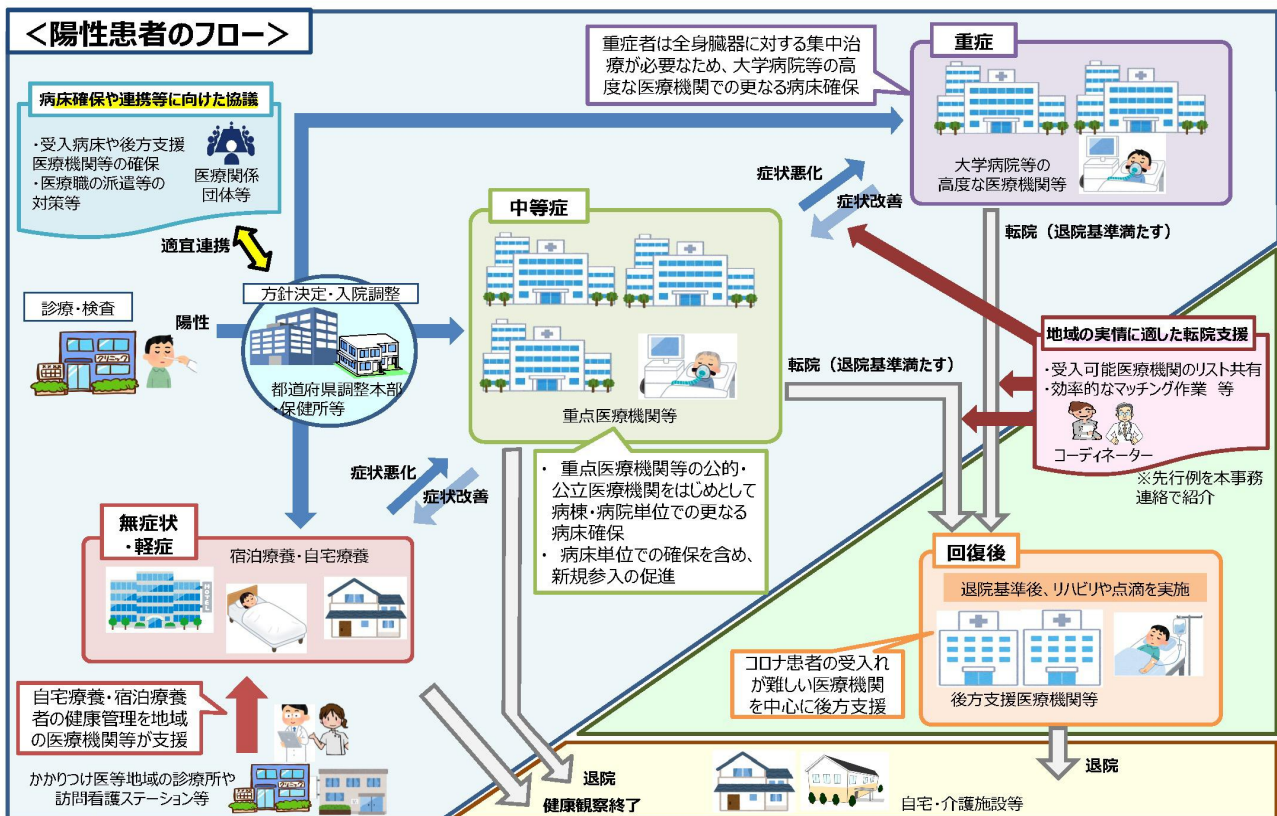 ＜陽性患者のフロー＞
病床確保や連携等に向けた協議
・受入病床や後方支援
医療機関等の確保
・医療職の派遣等の
対策等
医療関係
団体等
適宜連携
診療・検査
クリニック
陽性
方針決定・入院調整
都道府県調整本部
・保健所等
重症者は全身臓器に対する集中治
療が必要なため、大学病院等の高
度な医療機関での更なる病床確保
重症
大学病院等の
高度な医療機関等
症状悪化
症状改善
中等症
重点医療機関等
・ 重点医療機関等の公的・
公立医療機関をはじめとして
病棟・病院単位での更なる
病床確保
・ 病床単位での確保を含め、
新規参入の促進
転院（退院基準満たす）
転院（退院基準満たす）
地域の実情に適した転院支援
・受入可能医療機関のリスト共有
・効率的なマッチング作業 等
コーディネーター
※先行例を本事務
連絡で紹介
症状悪化
症状改善
無症状
・軽症
宿泊療養・自宅療養
HOTEL
自宅療養・宿泊療養
者の健康管理を地域
の医療機関等が支援
かかりつけ医等地域の診療所や
訪問看護ステーション等
クリニック
回復後
退院基準後、リハビリや点滴を実施
後方支援医療機関等
コロナ患者の受入れ
が難しい医療機関
を中心に後方支援
退院
健康観察終了
自宅・介護施設等
退院